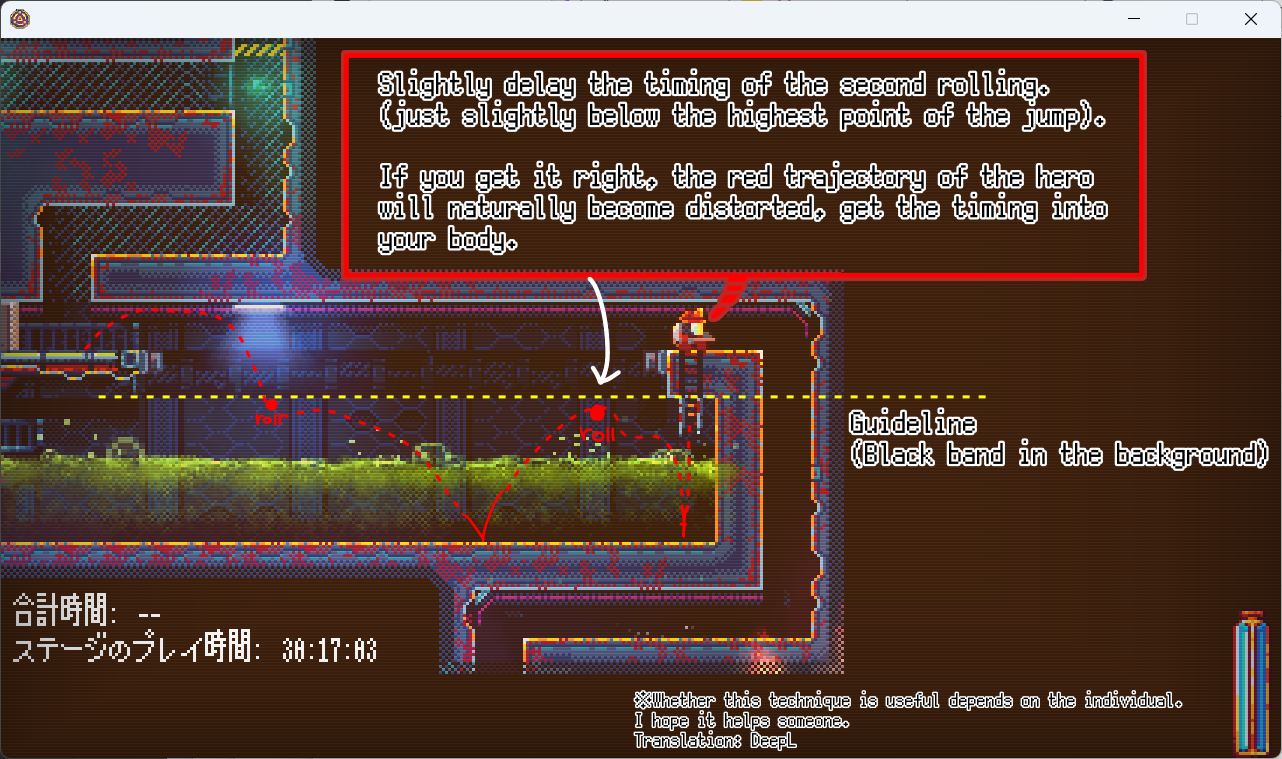 Slightly delay the timing of the second rolling.
(just slightly below the highest point of the jump).
If you get it right, the red trajectory of the hero
will naturally become distorted, get the timing into
your body.
roll
roll
Guideline
(Black band in the background)
合計時間: --
ステージのプレイ時間: 30:17:03
※Whether this technique is useful depends on the individual.
I hope it helps someone.
Translation: DeepL